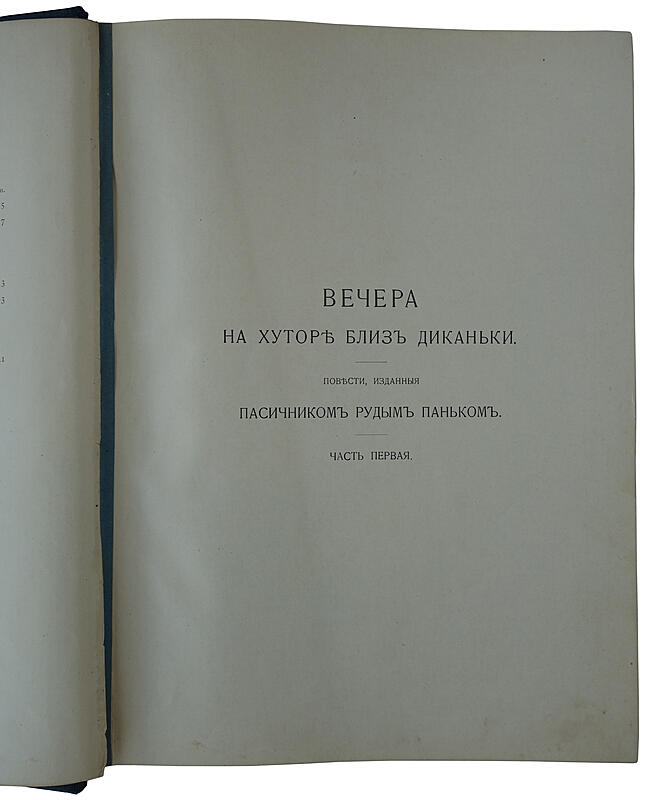 ВЕЧЕРА
НА ХУТОРѢ БЛИЗЪ ДИКАНЬКИ.
ПОВѢСТИ, ИЗДАННЫЯ
ПАСИЧНИКОМЪ РУДЫМЪ ПАНЬКОМЪ.
ЧАСТЬ ПЕРВАЯ.